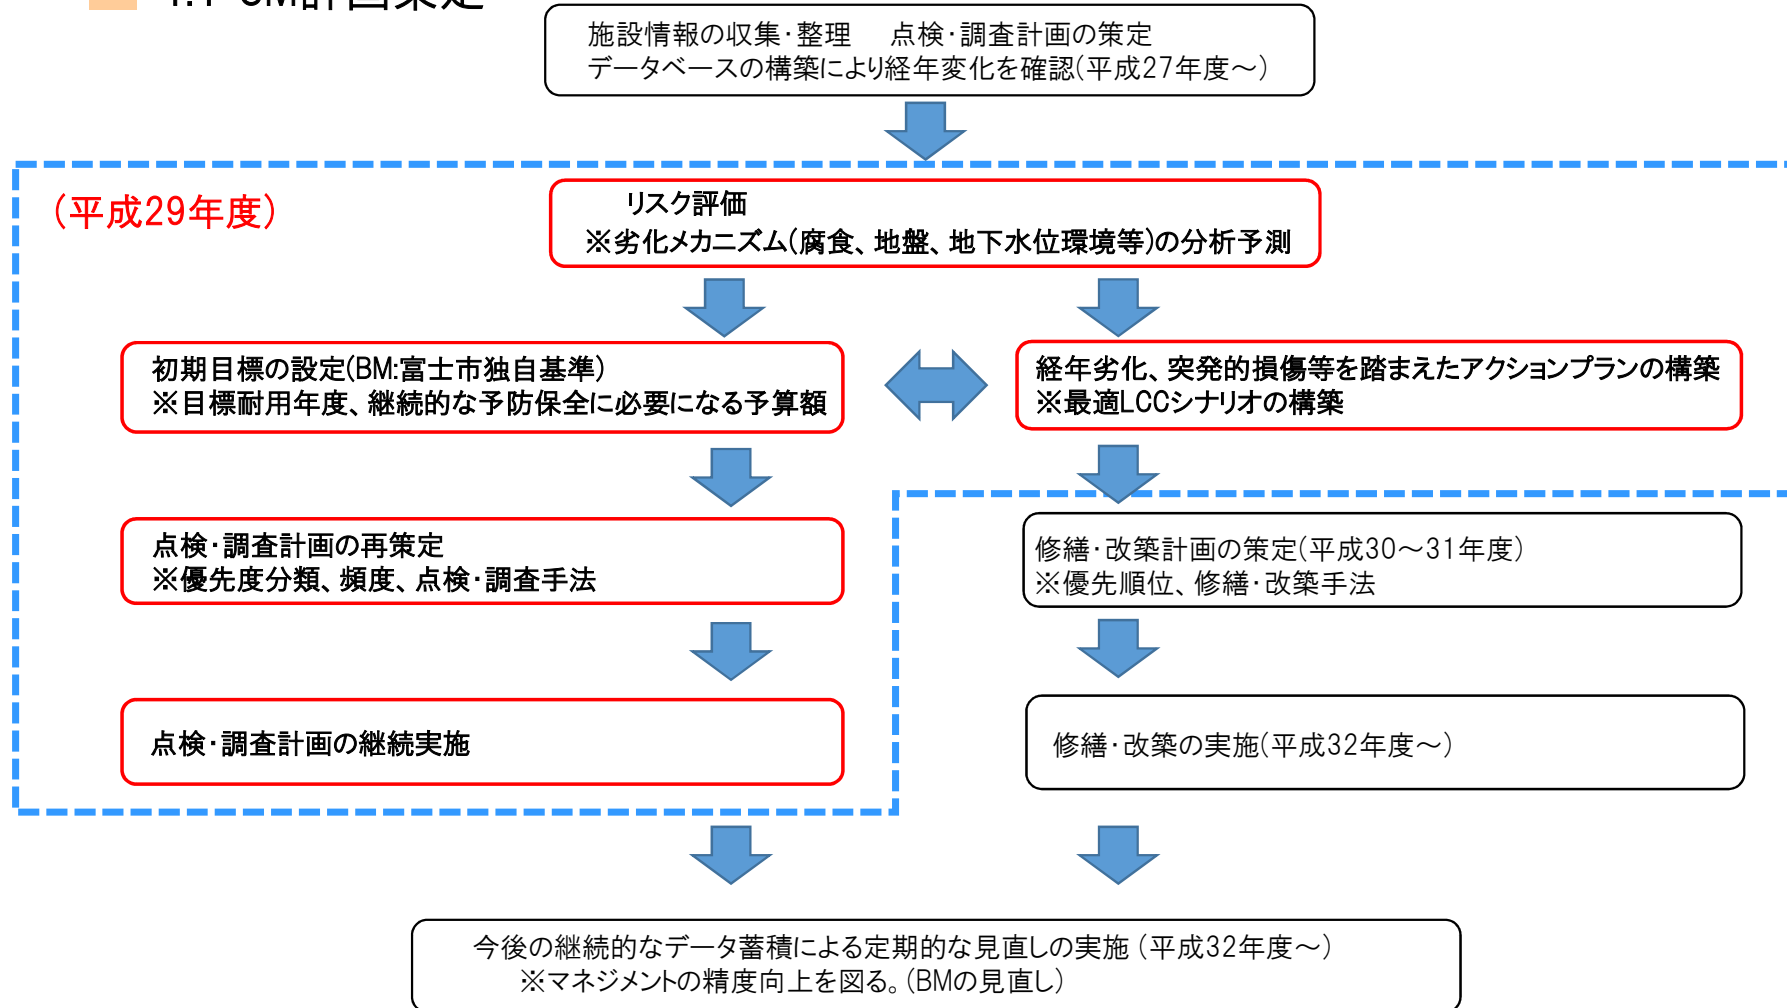 施設情報の収集・整理　点検・調査計画の策定
データベースの構築により経年変化を確認(平成27年度～)
(平成29年度)
リスク評価
※劣化メカニズム(腐食、地盤、地下水位環境等)の分析予測
初期目標の設定(BM:富士市独自基準)
※目標耐用年度、継続的な予防保全に必要になる予算額
経年劣化、突発的損傷等を踏まえたアクションプランの構築
※最適LCCシナリオの構築
点検・調査計画の再策定
※優先度分類、頻度、点検・調査手法
修繕・改築計画の策定(平成30～31年度)
※優先順位、修繕・改築手法
点検・調査計画の継続実施
修繕・改築の実施(平成32年度～)
今後の継続的なデータ蓄積による定期的な見直しの実施 (平成32年度～)
※マネジメントの精度向上を図る。(BMの見直し)